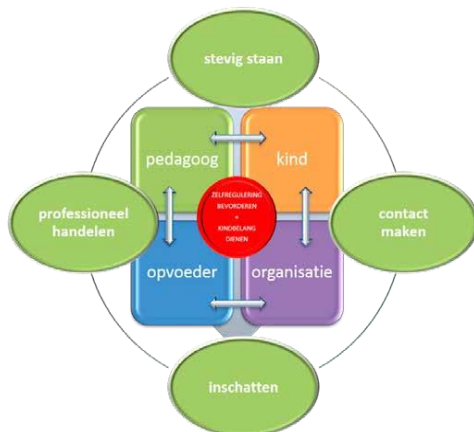 stevig staan
pedagoog
kind
ZELFREGULERING
BEVORDEREN
=
KINDBELANG
DIENEN
professioneel
handelen
contact
maken
opvoeder
organisatie
inschatten